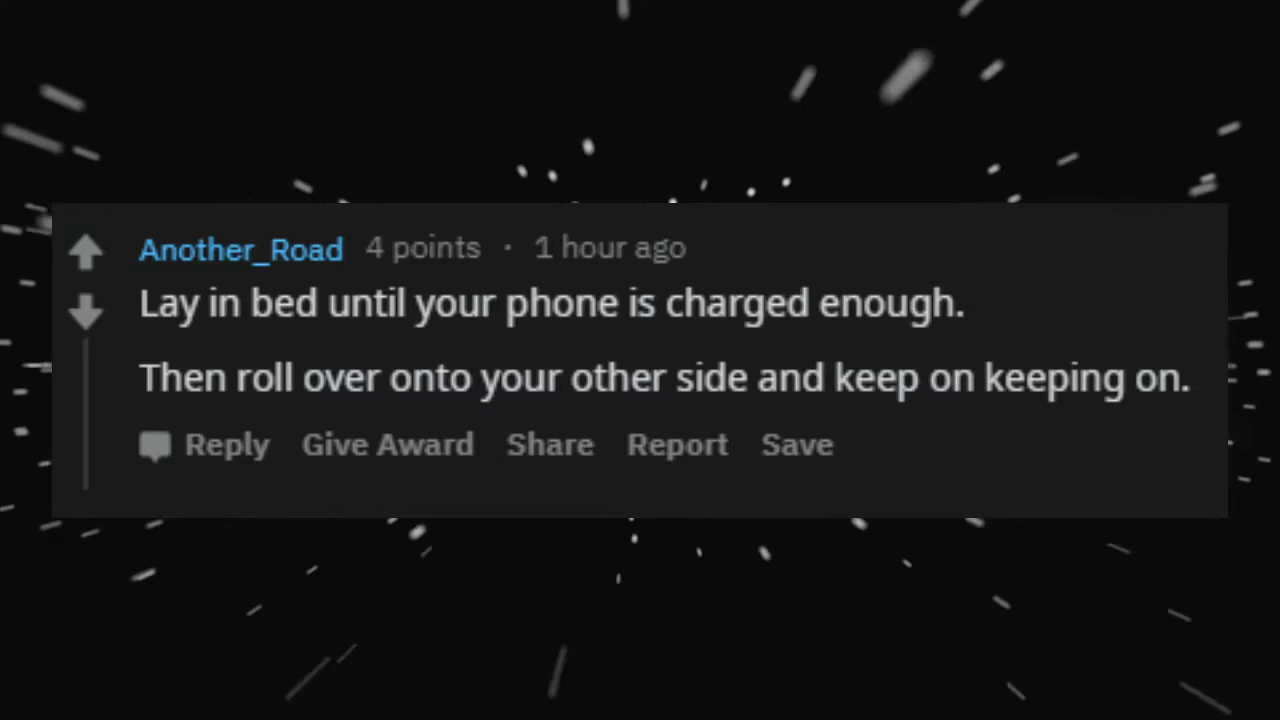 Another_Road 4 points · 1 hour ago
Lay in bed until your phone is charged enough.
Then roll over onto your other side and keep on keeping on.
Reply Give Award Share Report Save